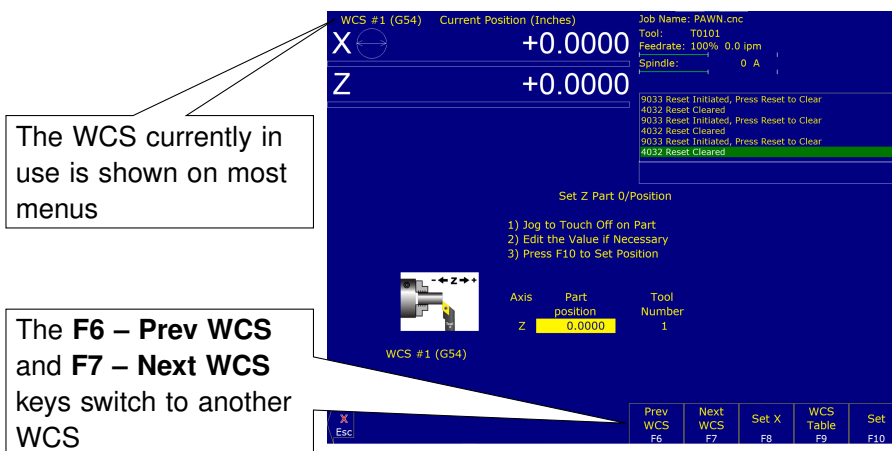 WCS #1 (G54) Current Position (Inches)
X +0.0000
Z +0.0000
Job Name: PAWN.cnc
Tool: T0101
Feedrate: 100% 0.0 ipm
Spindle: 0 A
9033 Reset Initiated, Press Reset to Clear
4032 Reset Cleared
9033 Reset Initiated, Press Reset to Clear
4032 Reset Cleared
9033 Reset Initiated, Press Reset to Clear
4032 Reset Cleared
The WCS currently in
use is shown on most
menus
Set Z Part 0/Position
1) Jog to Touch Off on Part
2) Edit the Value if Necessary
3) Press F10 to Set Position
- Z +
Axis Part position Tool Number
Z 0.0000 1
WCS #1 (G54)
The F6 – Prev WCS
and F7 – Next WCS
keys switch to another
WCS
X
Esc
Prev WCS F6
Next WCS F7
Set X F8
WCS Table F9
Set F10